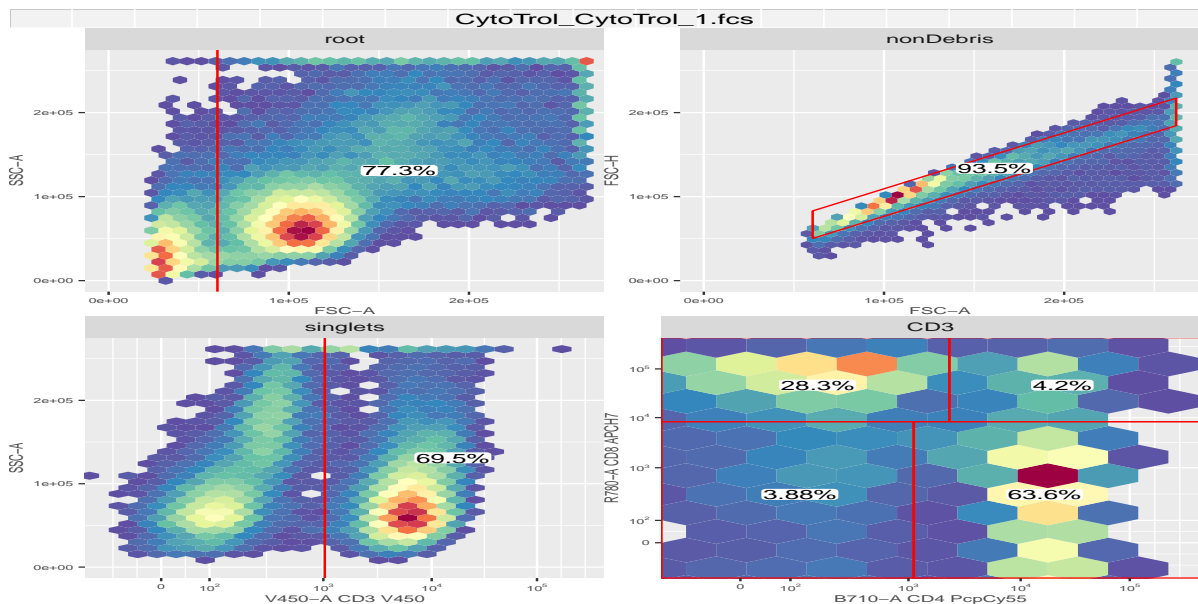 CytoTrol_CytoTrol_1.fcs
root
nonDebris
SSC−A
2e+05
1e+05
0e+00
77.3%
0e+00
1e+05
2e+05
FSC−A
FSC−H
2e+05
1e+05
0e+00
93.5%
0e+00
1e+05
2e+05
FSC−A
singlets
CD3
SSC−A
2e+05
1e+05
0e+00
69.5%
0
10²
10³
10⁴
10⁵
V450−A CD3 V450
R780−A CD8 APCH7
10⁵
10⁴
10³
10²
0
28.3%
4.2%
3.88%
63.6%
0
10²
10³
10⁴
10⁵
B710−A CD4 PcpCy55